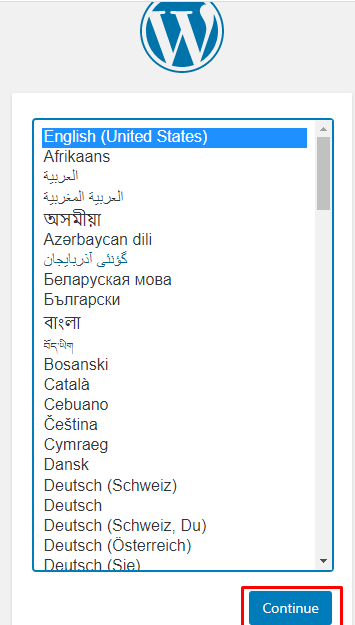 English (United States)
Afrikaans
العربية
العربية المغربية
অসমীয়া
Azərbaycan dili
گؤنئی آذربایجان
Беларуская мова
Български
বাংলা
བོད་ཡིག
Bosanski
Català
Cebuano
Čeština
Cymraeg
Dansk
Deutsch (Schweiz)
Deutsch
Deutsch (Schweiz, Du)
Deutsch (Österreich)
Deutsch (Sie)
Continue